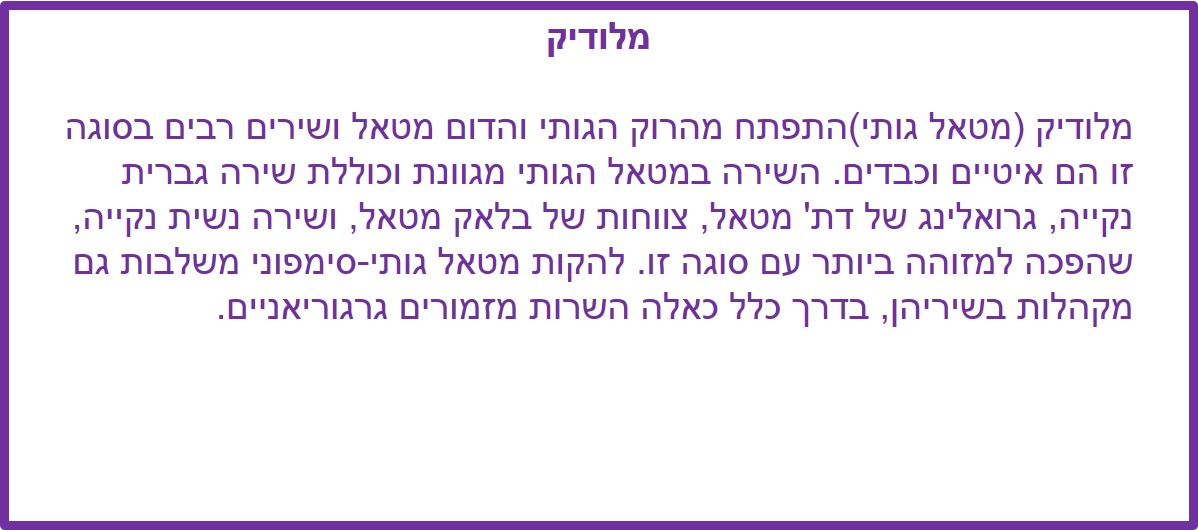 מלודיק
מלודיק (מטאל גותי)התפתח מהרוק הגותי והדום מטאל ושירים רבים בסוגה
זו הם איטיים וכבדים. השירה במטאל הגותי מגוונת וכוללת שירה גברית
נקייה, גרואלינג של דת' מטאל, צווחות של בלאק מטאל, ושירה נשית נקייה,
שהפכה למזוהה ביותר עם סוגה זו. להקות מטאל גותי-סימפוני משלבות גם
מקהלות בשיריהן, בדרך כלל כאלה השרות מזמורים גרגוריאניים.